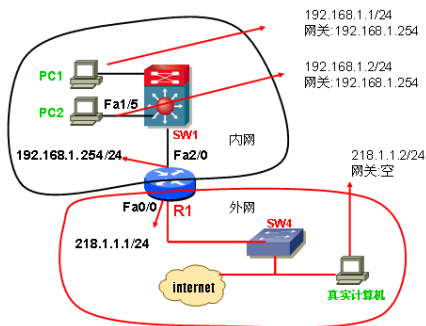 192.168.1.1/24
网关:192.168.1.254
192.168.1.2/24
网关:192.168.1.254
PC1
PC2
Fa1/5
SW1
内网
192.168.1.254/24
Fa2/0
218.1.1.2/24
网关:空
Fa0/0
R1
外网
SW4
218.1.1.1/24
internet
真实计算机